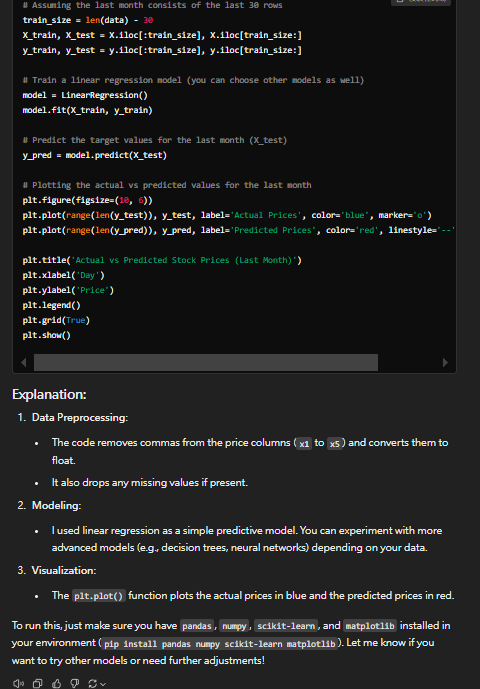 # Assuming the last month consists of the last 30 rows
train_size = len(data) - 30
X_train, X_test = X.iloc[:train_size], X.iloc[train_size:]
y_train, y_test = y.iloc[:train_size], y.iloc[train_size:]
# Train a linear regression model (you can choose other models as well)
model = LinearRegression()
model.fit(X_train, y_train)
# Predict the target values for the last month (X_test)
y_pred = model.predict(X_test)
# Plotting the actual vs predicted values for the last month
plt.figure(figsize=(10, 6))
plt.plot(range(len(y_test)), y_test, label='Actual Prices', color='blue', marker='o')
plt.plot(range(len(y_pred)), y_pred, label='Predicted Prices', color='red', linestyle='--'
plt.title('Actual vs Predicted Stock Prices (Last Month)')
plt.xlabel('Day')
plt.ylabel('Price')
plt.legend()
plt.grid(True)
plt.show()
Explanation:
1. Data Preprocessing:
• The code removes commas from the price columns (x1 to x5) and converts them to
float.
• It also drops any missing values if present.
2. Modeling:
• I used linear regression as a simple predictive model. You can experiment with more
advanced models (e.g., decision trees, neural networks) depending on your data.
3. Visualization:
• The plt.plot() function plots the actual prices in blue and the predicted prices in red.
To run this, just make sure you have pandas, numpy, scikit-learn, and matplotlib installed in
your environment (pip install pandas numpy scikit-learn matplotlib). Let me know if you
want to try other models or need further adjustments!